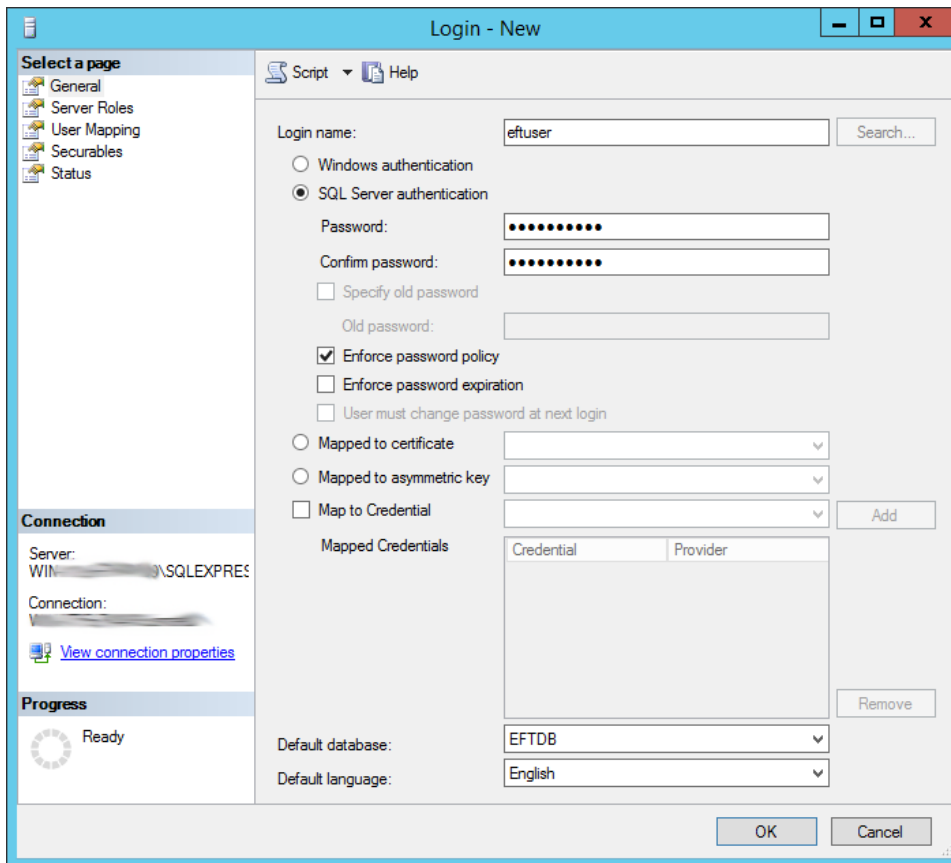 Login - New
Select a page
General
Server Roles
User Mapping
Securables
Status
Script Help
Login name: eftuser Search...
Windows authentication
SQL Server authentication
Password: ●●●●●●●●●●
Confirm password: ●●●●●●●●●●
Specify old password
Old password:
Enforce password policy
Enforce password expiration
User must change password at next login
Mapped to certificate
Mapped to asymmetric key
Map to Credential Add
Mapped Credentials Credential Provider
Remove
Default database: EFTDB
Default language: English
Connection
Server:
\SQLEXPRES
Connection:
View connection properties
Progress
Ready
OK Cancel